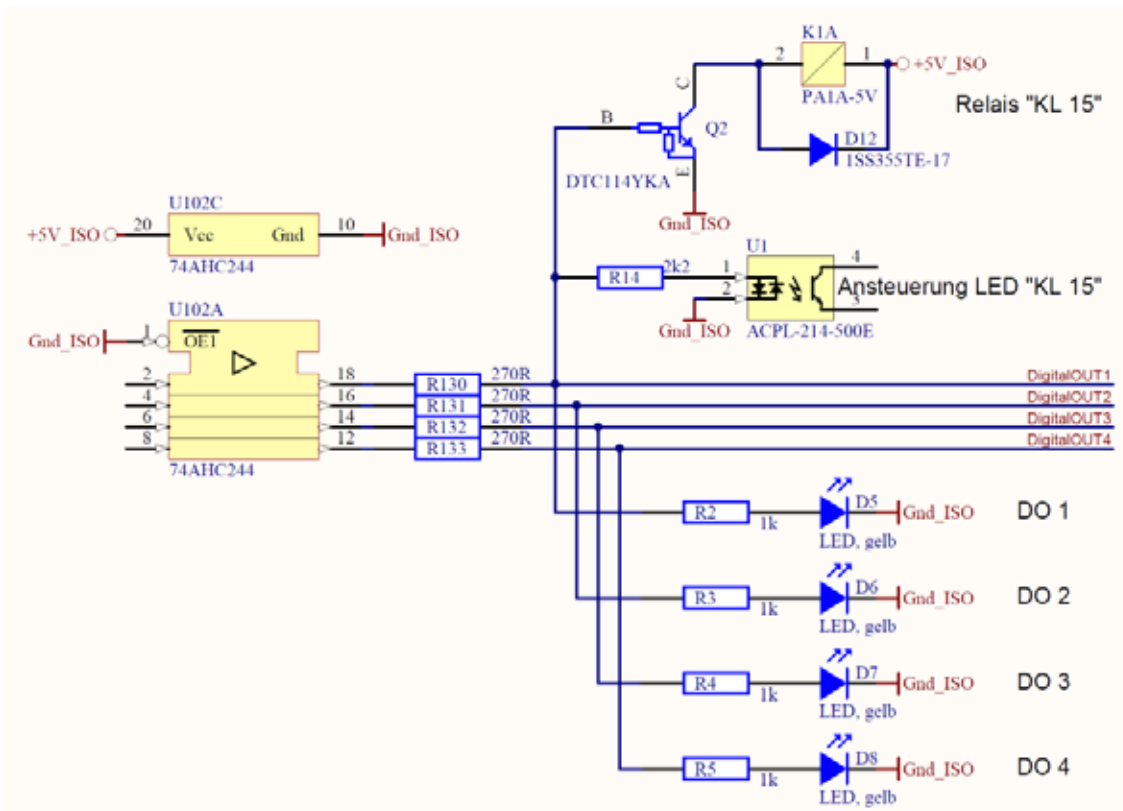 K1A
2
1
+5V_ISO
PA1A-5V
Relais "KL 15"
C
B
Q2
D12
1SS355TE-17
DTC114YKA
E
Gnd_ISO
U102C
+5V_ISO
20
Vcc
Gnd
10
Gnd_ISO
74AHC244
U1
R14
2k2
1
4
2
3
Ansteuerung LED "KL 15"
Gnd_ISO
ACPL-214-500E
U102A
Gnd_ISO
1
OE1
2
18
R130
270R
DigitalOUT1
4
16
R131
270R
DigitalOUT2
6
14
R132
270R
DigitalOUT3
8
12
R133
270R
DigitalOUT4
74AHC244
R2
1k
D5
Gnd_ISO
DO 1
LED, gelb
R3
1k
D6
Gnd_ISO
DO 2
LED, gelb
R4
1k
D7
Gnd_ISO
DO 3
LED, gelb
R5
1k
D8
Gnd_ISO
DO 4
LED, gelb